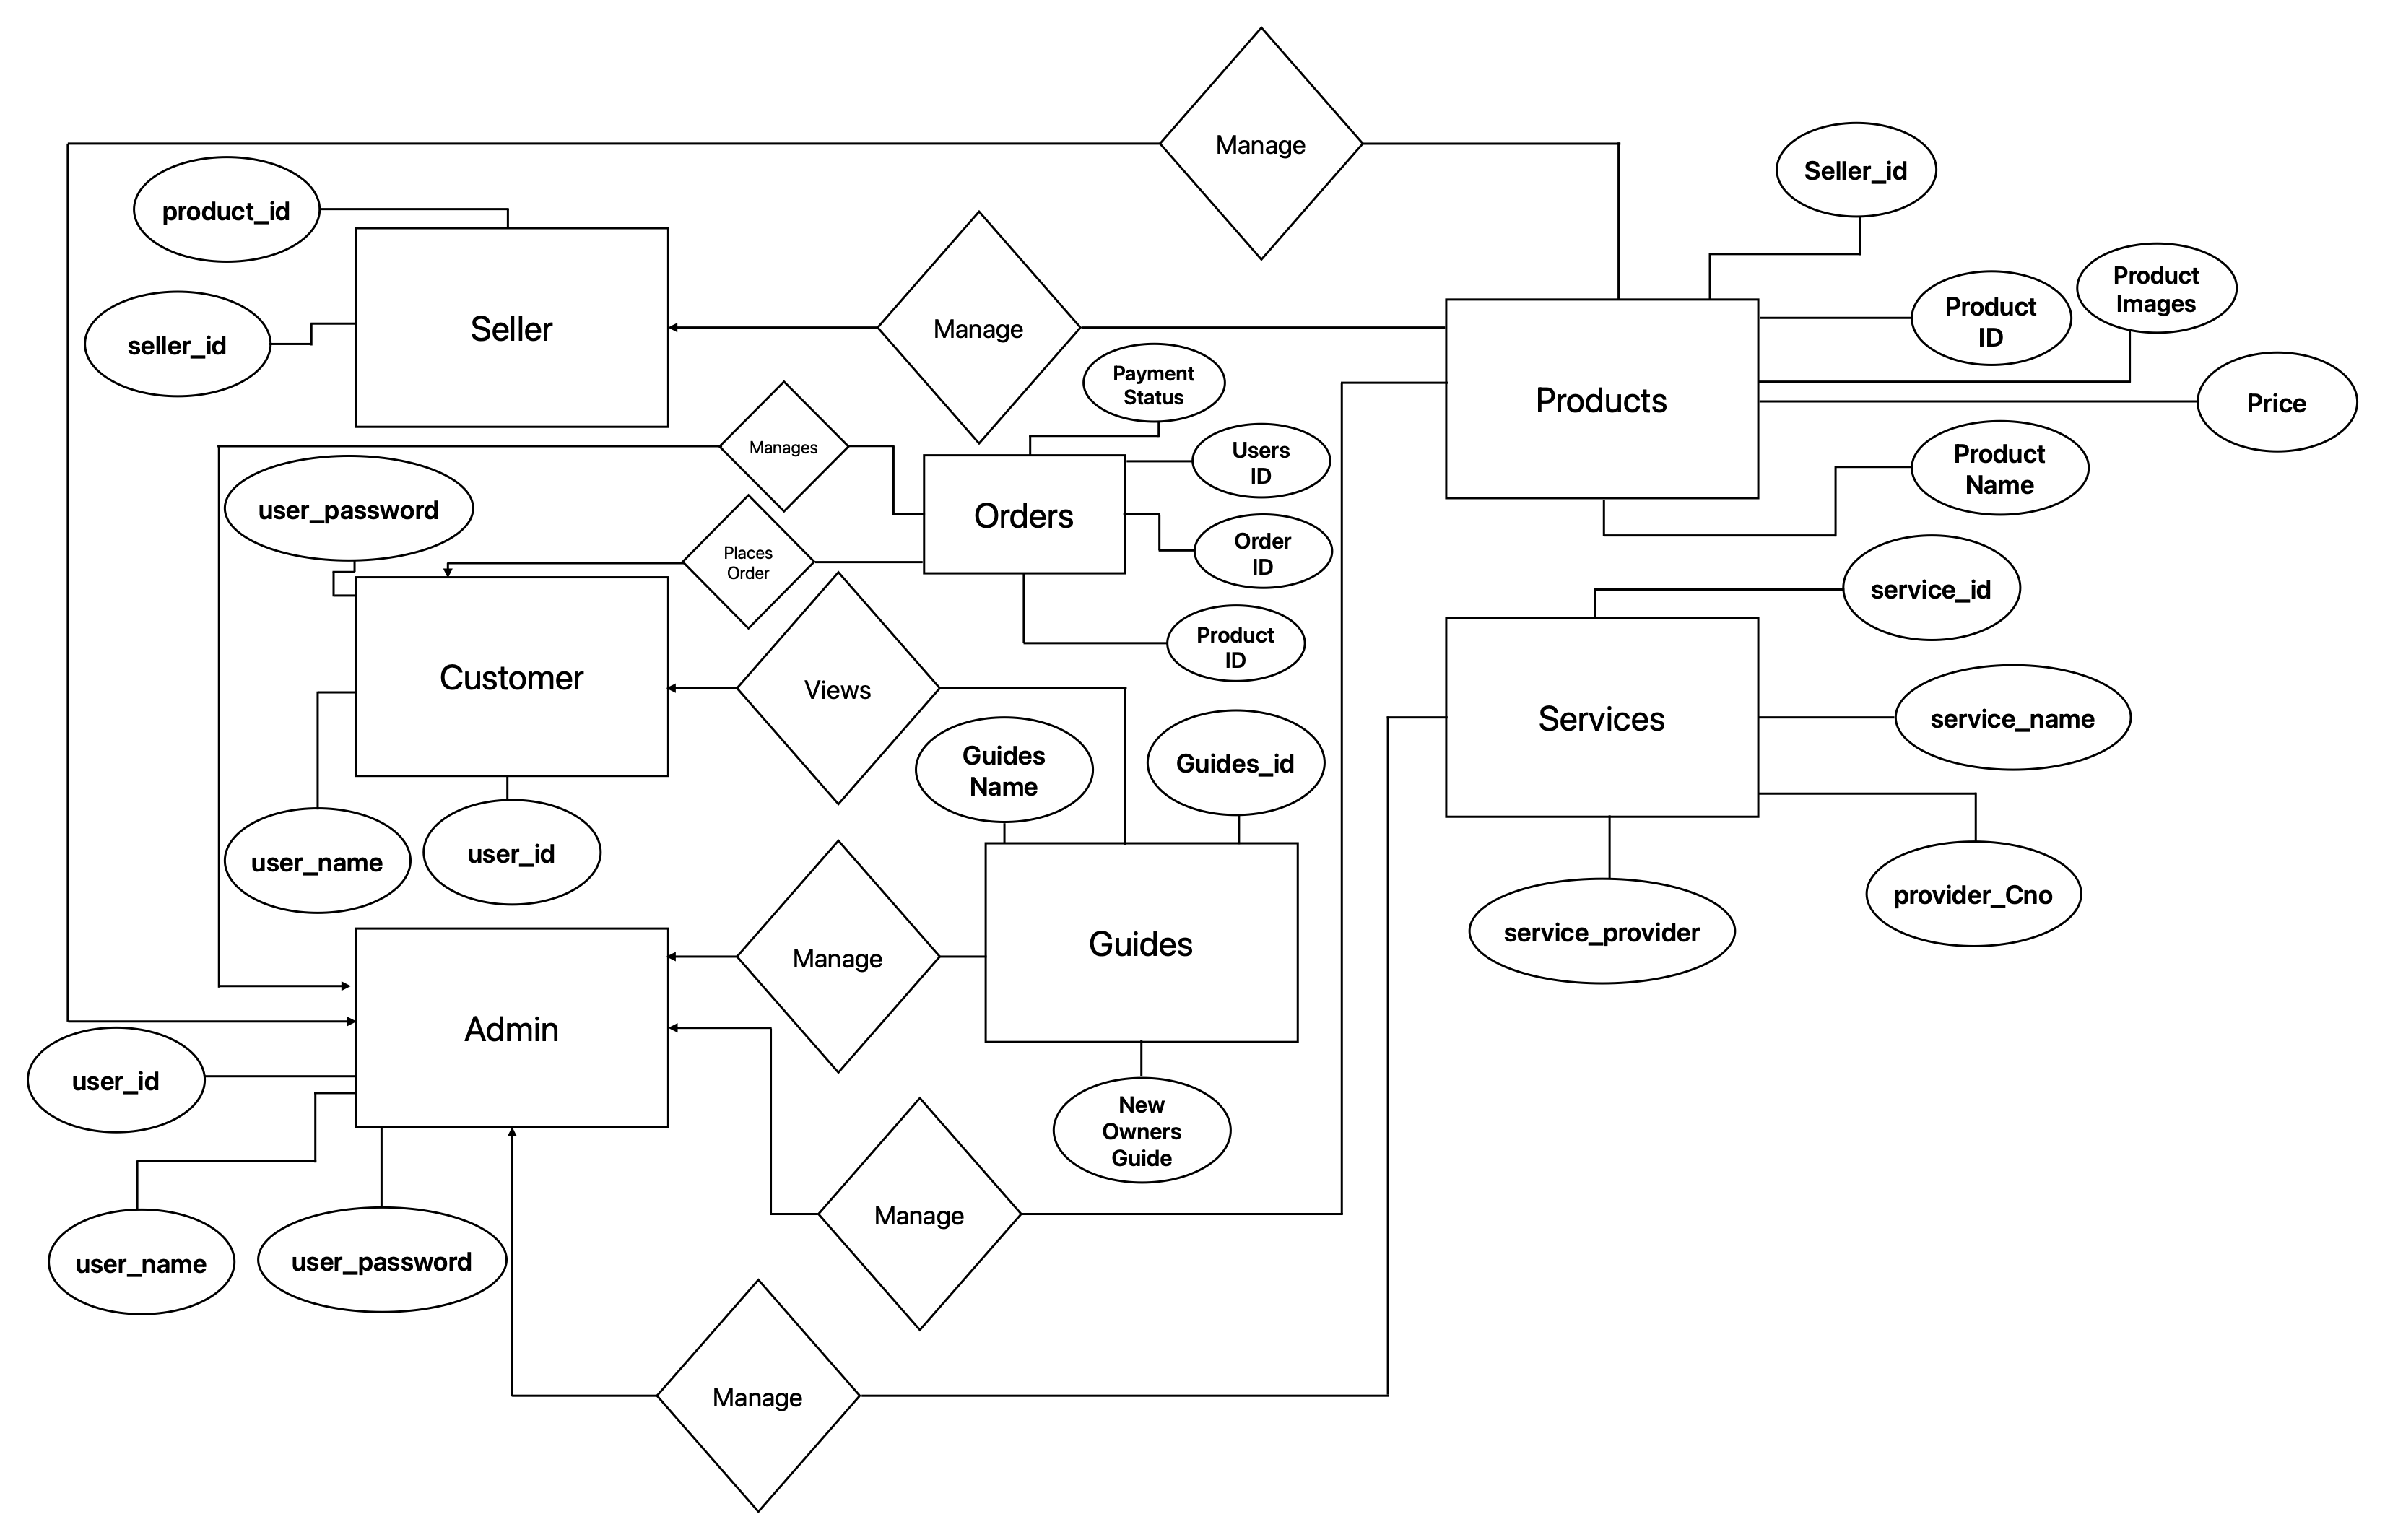 Manage
Seller_id
product_id
Product
Images
Product
ID
Seller
Manage
seller_id
Payment
Status
Products
Price
Manages
Users
ID
Product
Name
user_password
Orders
Order
ID
Places
Order
service_id
Product
ID
Customer
Views
Services
service_name
Guides
Name
Guides_id
user_name
user_id
provider_Cno
service_provider
Manage
Guides
Admin
user_id
New
Owners
Guide
Manage
user_name
user_password
Manage